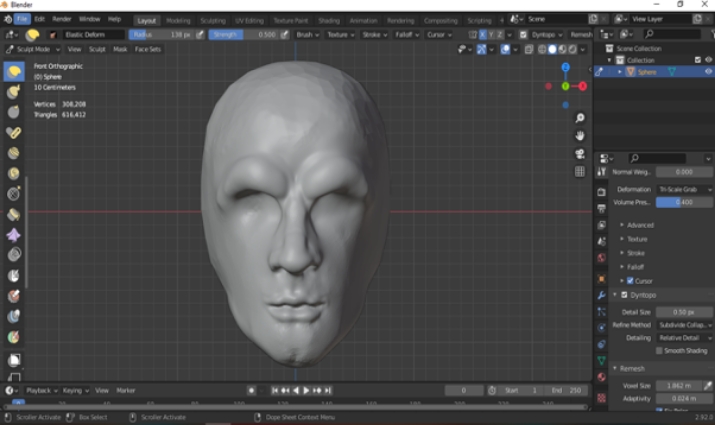 Blender
File Edit Render Window Help Layout Modeling Sculpting UV Editing Texture Paint Shading Animation Rendering Compositing Scripting Scene View Layer
Elastic Deform Radius 138 px Strength 0.500 Brush Texture Stroke Falloff Cursor X Y Z Dyntopo Remesh
Sculpt Mode View Sculpt Mask Face Sets
Scene Collection
Collection
Sphere
Front Orthographic
(0) Sphere
10 Centimeters
Vertices 308,208
Triangles 616,412
Z
Y
X
Normal Weig.. 0.000
Deformation Tri-Scale Grab
Volume Pres.. 0.400
Advanced
Texture
Stroke
Falloff
Cursor
Dyntopo
Detail Size 0.50 px
Refine Method Subdivide Collap..
Detailing Relative Detail
Smooth Shading
Remesh
Voxel Size 1.862 m
Adaptivity 0.024 m
Fix Poles
Playback Keying View Marker 0 Start 1 End 250
Scroller Activate Box Select Scroller Activate Dope Sheet Context Menu 2.92.0